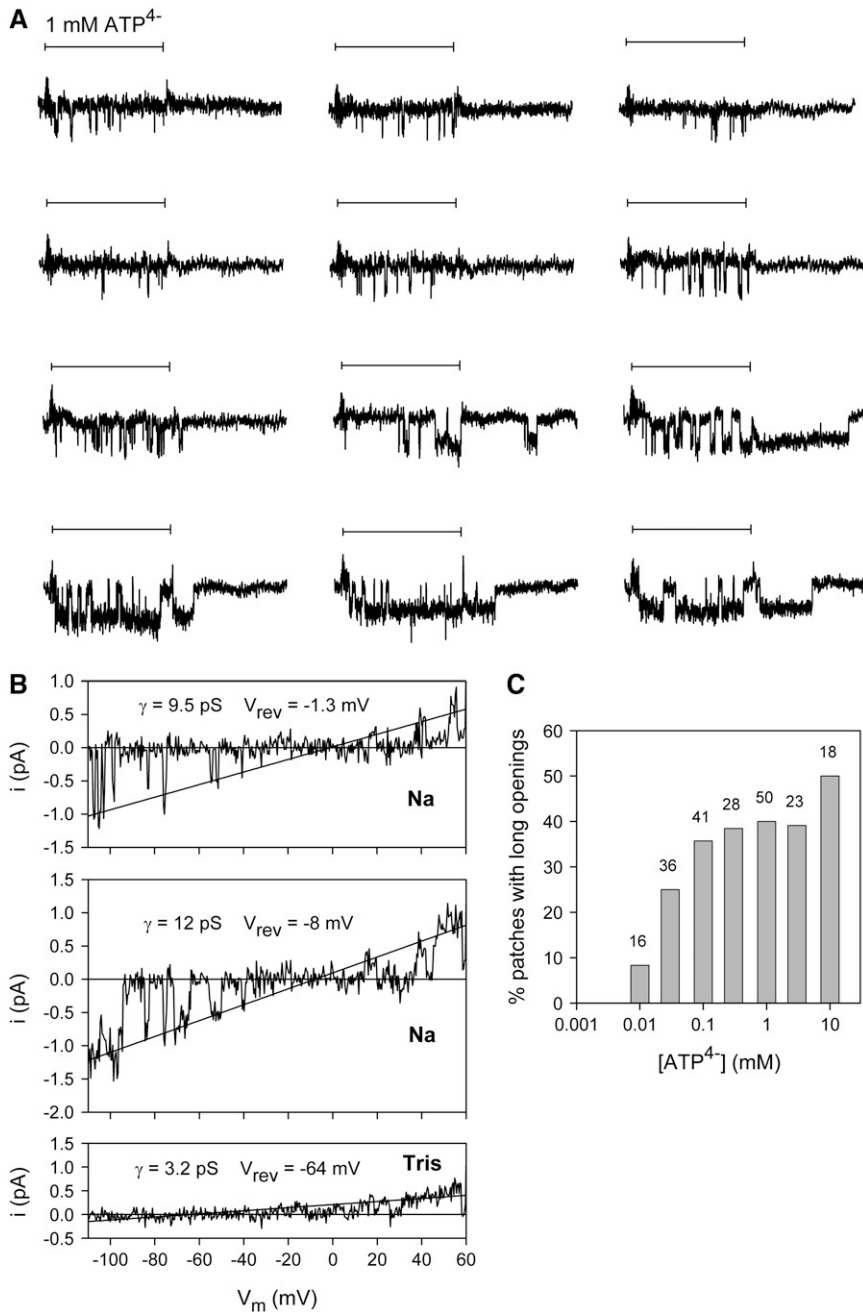 A
1 mM ATP4-
B
1.0
0.5
0.0
-0.5
-1.0
-1.5
i (pA)
γ = 9.5 pS Vrev = -1.3 mV
Na
1.5
1.0
0.5
0.0
-0.5
-1.0
-1.5
-2.0
i (pA)
γ = 12 pS Vrev = -8 mV
Na
1.5
1.0
0.5
0.0
0.5
i (pA)
γ = 3.2 pS Vrev = -64 mV
Tris
-100 -80 -60 -40 -20 0 20 40 60
Vm (mV)
C
% patches with long openings
60
50
40
30
20
10
0
16
36
41
28
50
23
18
0.001 0.01 0.1 1 10
[ATP4-] (mM)